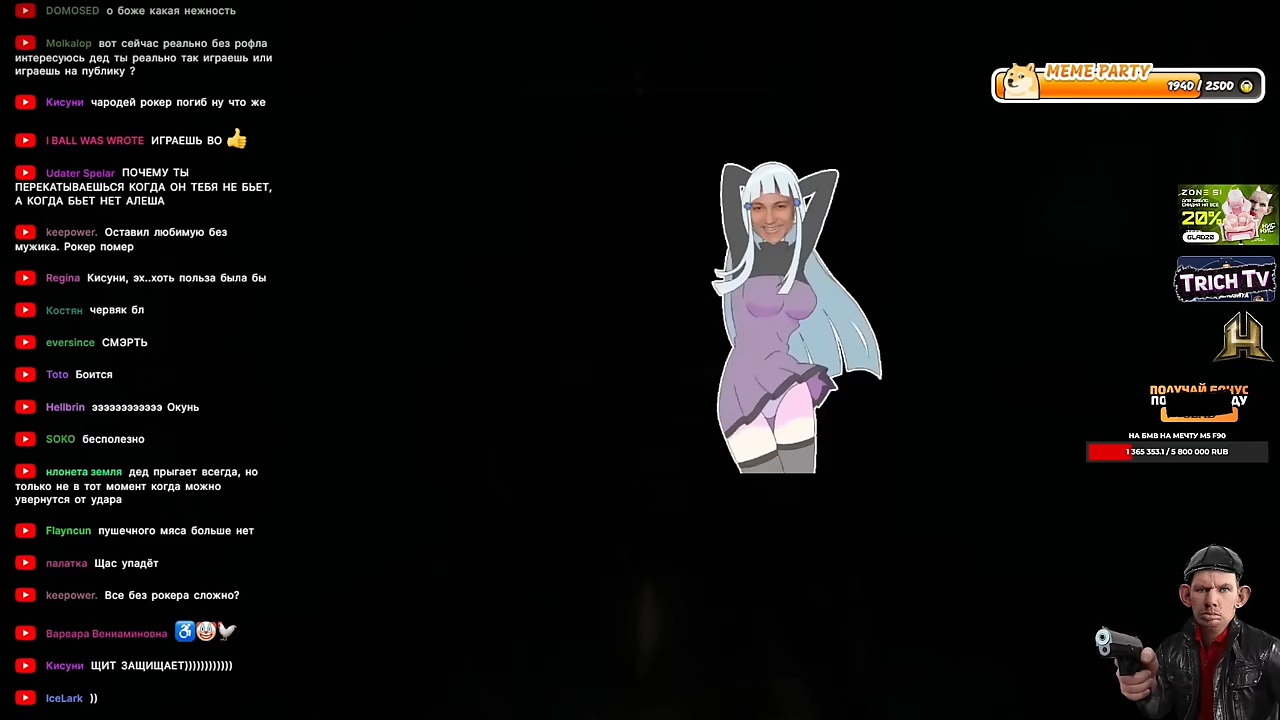 DOMOSED о боже какая нежность
Molkalop вот сейчас реально без рофла
интересуюсь дед ты реально так играешь или
играешь на публику ?
Кисуни чародей рокер погиб ну что же
I BALL WAS WROTE ИГРАЕШЬ ВО 👍
Udater Spelar ПОЧЕМУ ТЫ
ПЕРЕКАТЫВАЕШЬСЯ КОГДА ОН ТЕБЯ НЕ БЬЕТ,
А КОГДА БЬЕТ НЕТ АЛЕША
keepower. Оставил любимую без
мужика. Рокер помер
Regina Кисуни, эх..хоть польза была бы
Костян червяк бл
eversince СМЭРТЬ
Toto Боится
Hellbrin эээээээээээ Окунь
SOKO бесполезно
нлонета земля дед прыгает всегда, но
только не в тот момент когда можно
увернутся от удара
Flayncun пушечного мяса больше нет
палатка Щас упадёт
keepower. Все без рокера сложно?
Варвара Вениаминовна ♿🤡🐓
Кисуни ЩИТ ЗАЩИЩАЕТ)))))))))))))
IceLark ))
MEME PARTY
1940 / 2500
ZONE 51
20%
GLAD20
TRICH TV
ПОЛУЧАЙ БОНУС
НА БМВ НА МЕЧТУ M5 F90
1 365 353.1 / 5 800 000 RUB